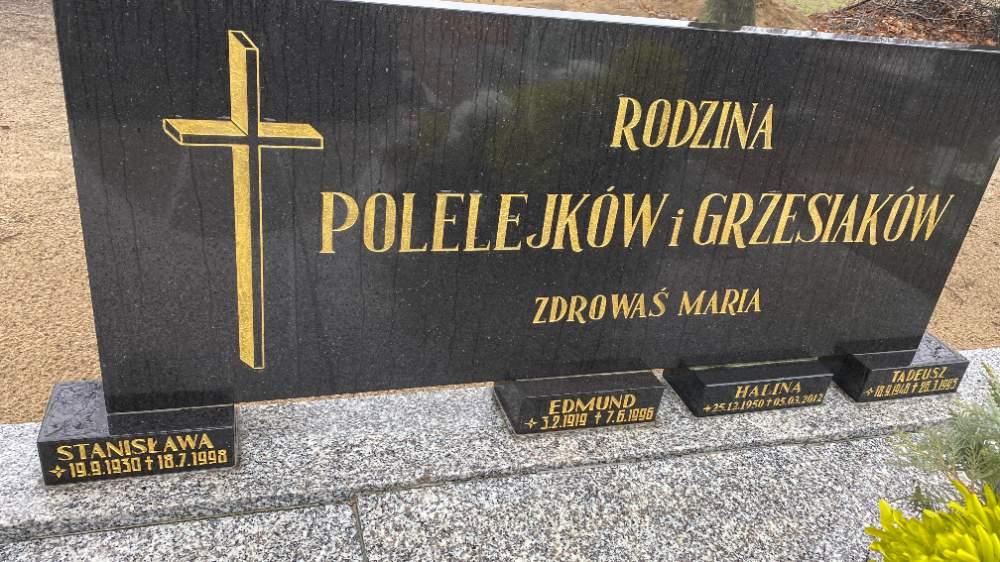 RODZINA
POLELEJKÓW i GRZESIAKÓW
ZDROWAŚ MARIA
STANISŁAWA
19.9.1930 † 18.7.1998
EDMUND
3.2.1919 † 7.6.1996
HALINA
25.12.1950 † 05.03.2012
TADEUSZ